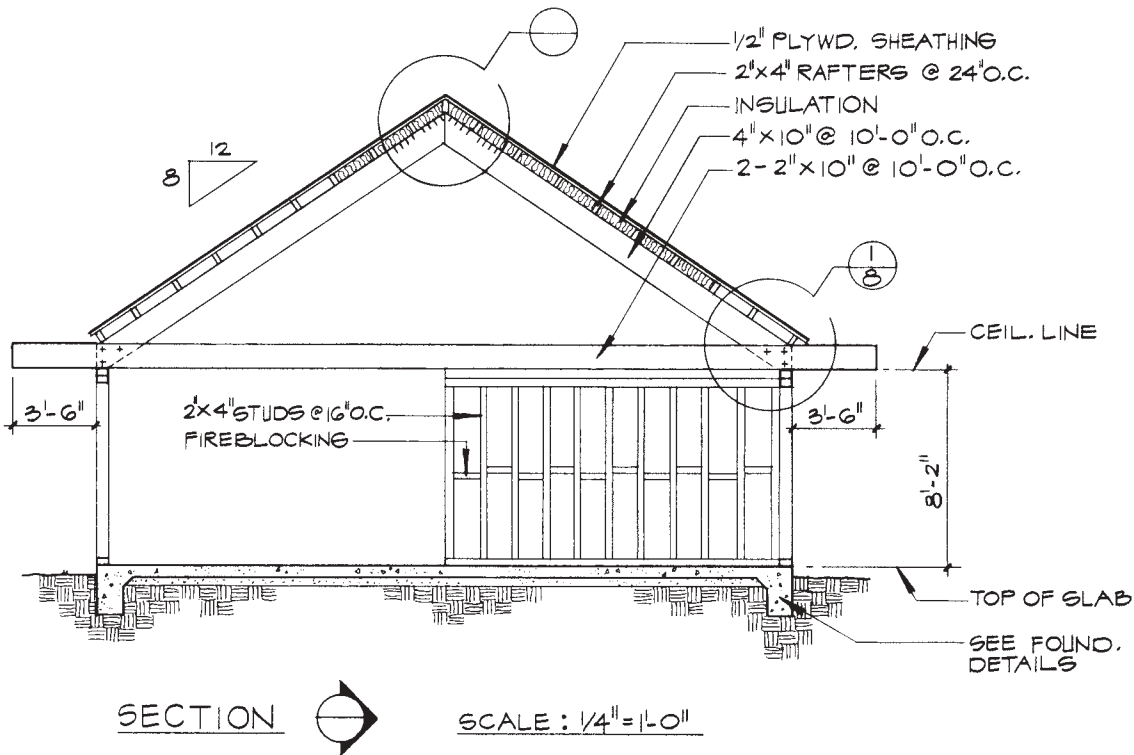 1/2" PLYWD. SHEATHING
2"x4" RAFTERS @ 24"O.C.
INSULATION
4"x10" @ 10'-0" O.C.
2-2"x10" @ 10'-0" O.C.
12
8
1
8
CEIL. LINE
3'-6"
2"x4" STUDS @ 16" O.C.
FIREBLOCKING
3'-6"
8'-2"
TOP OF SLAB
SEE FOUND.
DETAILS
SECTION
SCALE : 1/4" = 1'-0"